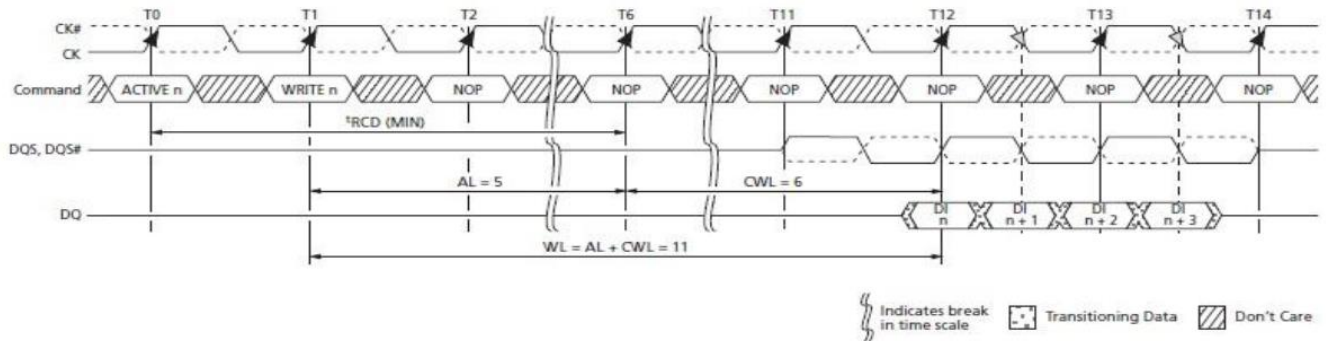 T0 T1 T2 T6 T11 T12 T13 T14
CK#
CK
Command ACTIVE n WRITE n NOP NOP NOP NOP NOP NOP
tRCD (MIN)
DQS, DQS#
AL = 5 CWL = 6
DQ DI n DI n + 1 DI n + 2 DI n + 3
WL = AL + CWL = 11
Indicates break in time scale Transitioning Data Don't Care